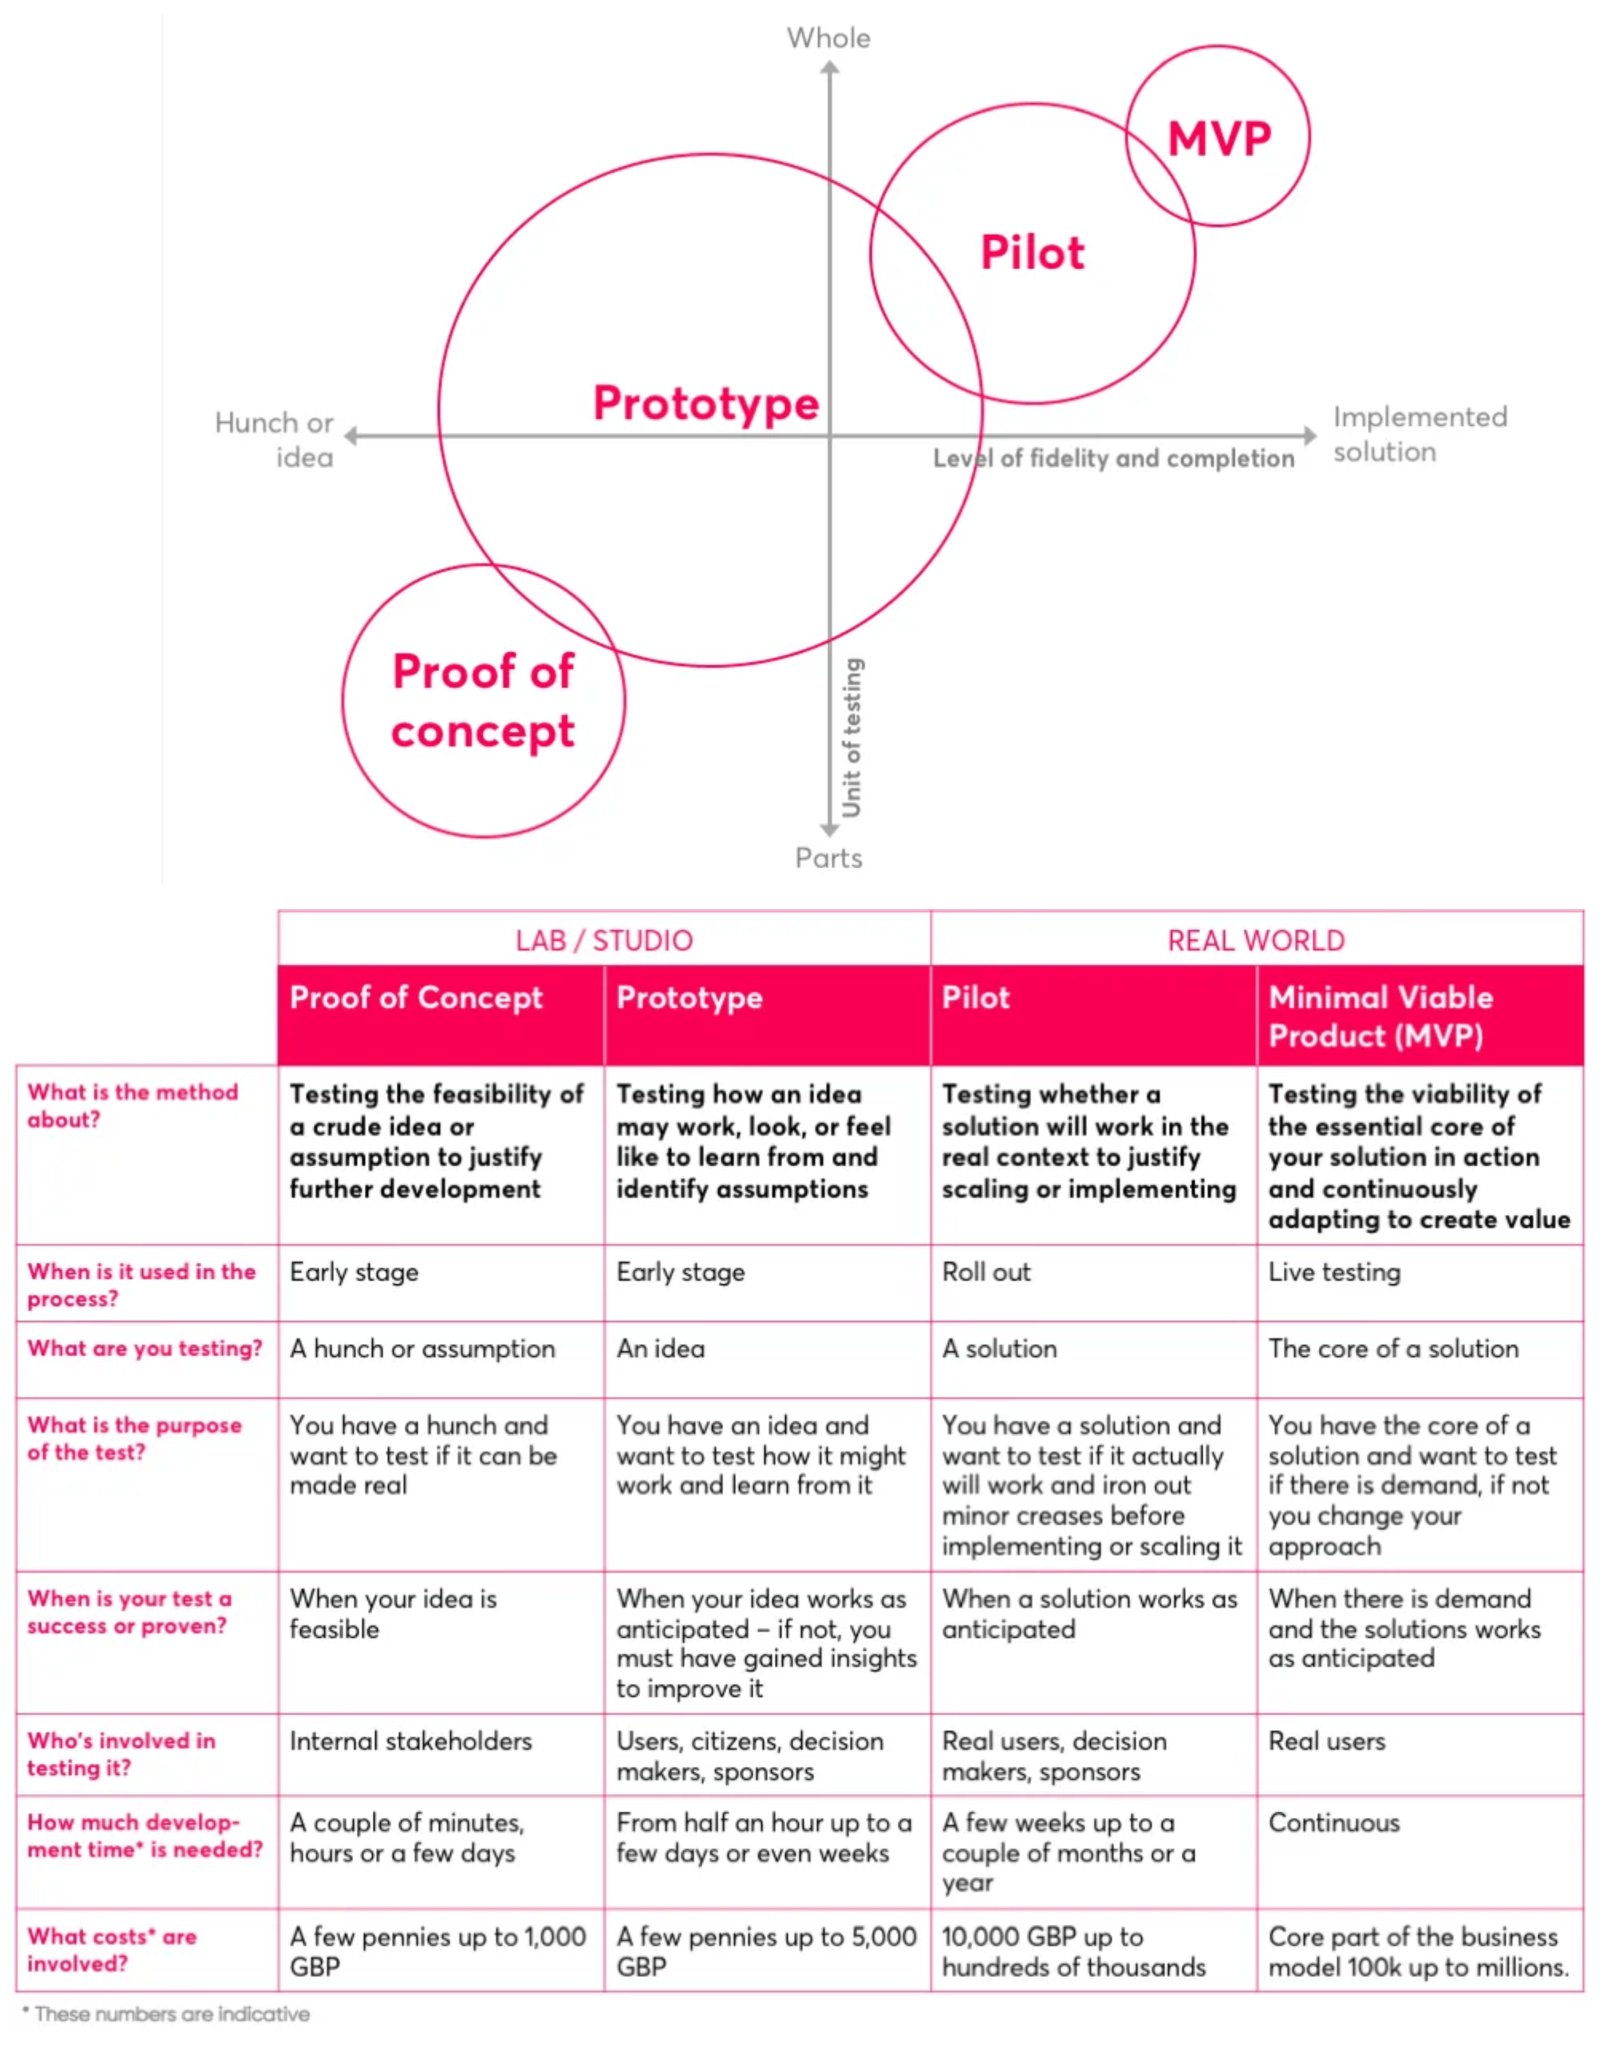 Whole
MVP
Pilot
Prototype
Hunch or
idea
Implemented
solution
Level of fidelity and completion
Proof of
concept
Unit of testing
Parts
LAB / STUDIO
REAL WORLD
Proof of Concept
Prototype
Pilot
Minimal Viable
Product (MVP)
What is the method
about?
Testing the feasibility of
a crude idea or
assumption to justify
further development
Testing how an idea
may work, look, or feel
like to learn from and
identify assumptions
Testing whether a
solution will work in the
real context to justify
scaling or implementing
Testing the viability of
the essential core of
your solution in action
and continuously
adapting to create value
When is it used in the
process?
Early stage
Early stage
Roll out
Live testing
What are you testing?
A hunch or assumption
An idea
A solution
The core of a solution
What is the purpose
of the test?
You have a hunch and
want to test if it can be
made real
You have an idea and
want to test how it might
work and learn from it
You have a solution and
want to test if it actually
will work and iron out
minor creases before
implementing or scaling it
You have the core of a
solution and want to test
if there is demand, if not
you change your
approach
When is your test a
success or proven?
When your idea is
feasible
When your idea works as
anticipated – if not, you
must have gained insights
to improve it
When a solution works as
anticipated
When there is demand
and the solutions works
as anticipated
Who's involved in
testing it?
Internal stakeholders
Users, citizens, decision
makers, sponsors
Real users, decision
makers, sponsors
Real users
How much develop-
ment time* is needed?
A couple of minutes,
hours or a few days
From half an hour up to a
few days or even weeks
A few weeks up to a
couple of months or a
year
Continuous
What costs* are
involved?
A few pennies up to 1,000
GBP
A few pennies up to 5,000
GBP
10,000 GBP up to
hundreds of thousands
Core part of the business
model 100k up to millions.
* These numbers are indicative